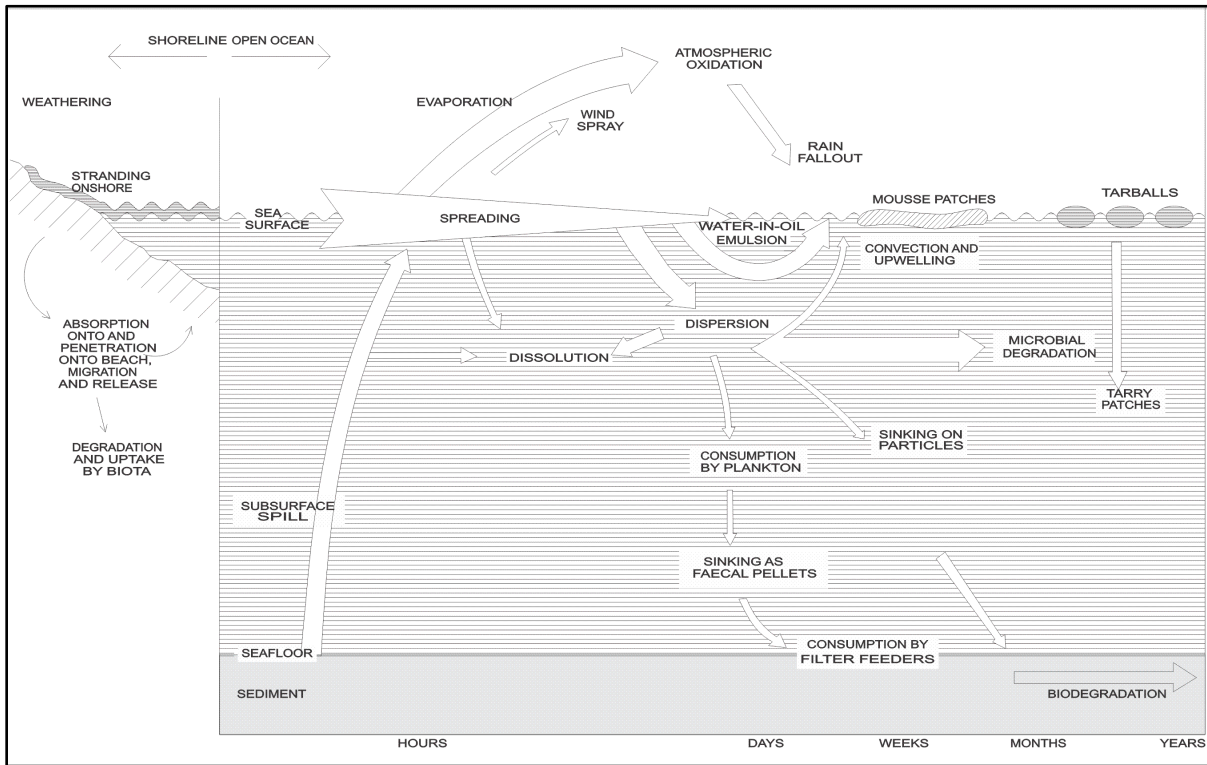 SHORELINE OPEN OCEAN
ATMOSPHERIC
OXIDATION
WEATHERING
EVAPORATION
WIND
SPRAY
RAIN
FALLOUT
STRANDING
ONSHORE
MOUSSE PATCHES
TARBALLS
SEA
SURFACE
SPREADING
WATER-IN-OIL
EMULSION
CONVECTION AND
UPWELLING
ABSORPTION
ONTO AND
PENETRATION
ONTO BEACH,
MIGRATION
AND RELEASE
DISPERSION
DISSOLUTION
MICROBIAL
DEGRADATION
TARRY
PATCHES
DEGRADATION
AND UPTAKE
BY BIOTA
SINKING ON
PARTICLES
CONSUMPTION
BY PLANKTON
SUBSURFACE
SPILL
SINKING AS
FAECAL PELLETS
SEAFLOOR
CONSUMPTION BY
FILTER FEEDERS
SEDIMENT
BIODEGRADATION
HOURS
DAYS
WEEKS
MONTHS
YEARS